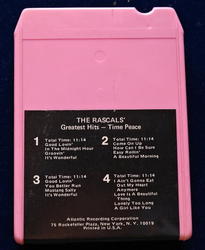 THE RASCALS'
Greatest Hits — Time Peace
1 Total Time: 11:14
Good Lovin'
In The Midnight Hour
Groovin'
It's Wonderful
2 Total Time: 11:14
Come On Up
How Can I Be Sure
Easy Rollin'
A Beautiful Morning
3 Total Time: 11:14
Good Lovin'
You Better Run
Mustang Sally
It's Wonderful
4 Total Time: 11:14
I Ain't Gonna Eat
Out My Heart
Anymore
Love Is A Beautiful
Thing
Lonely Too Long
A Girl Like You
Atlantic Recording Corporation
75 Rockefeller Plaza, New York, N.Y. 10019
Printed in U.S.A.